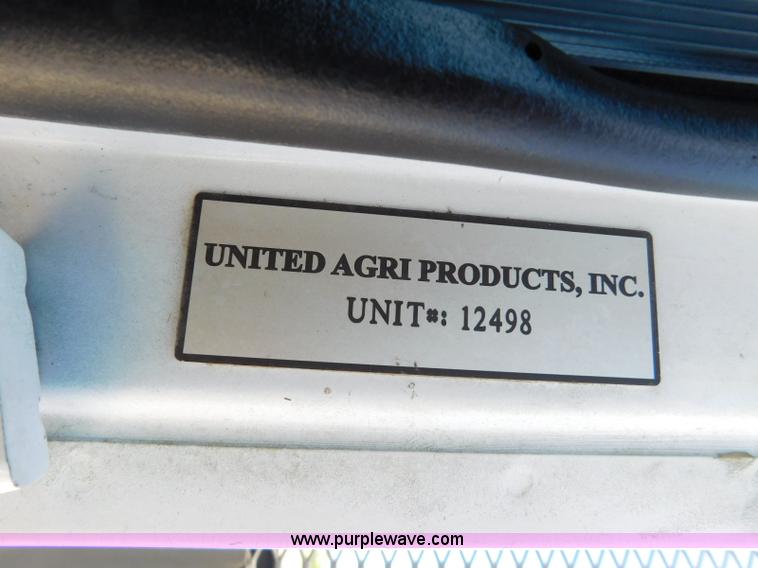 UNITED AGRI PRODUCTS, INC.
UNIT#: 12498
www.purplewave.com